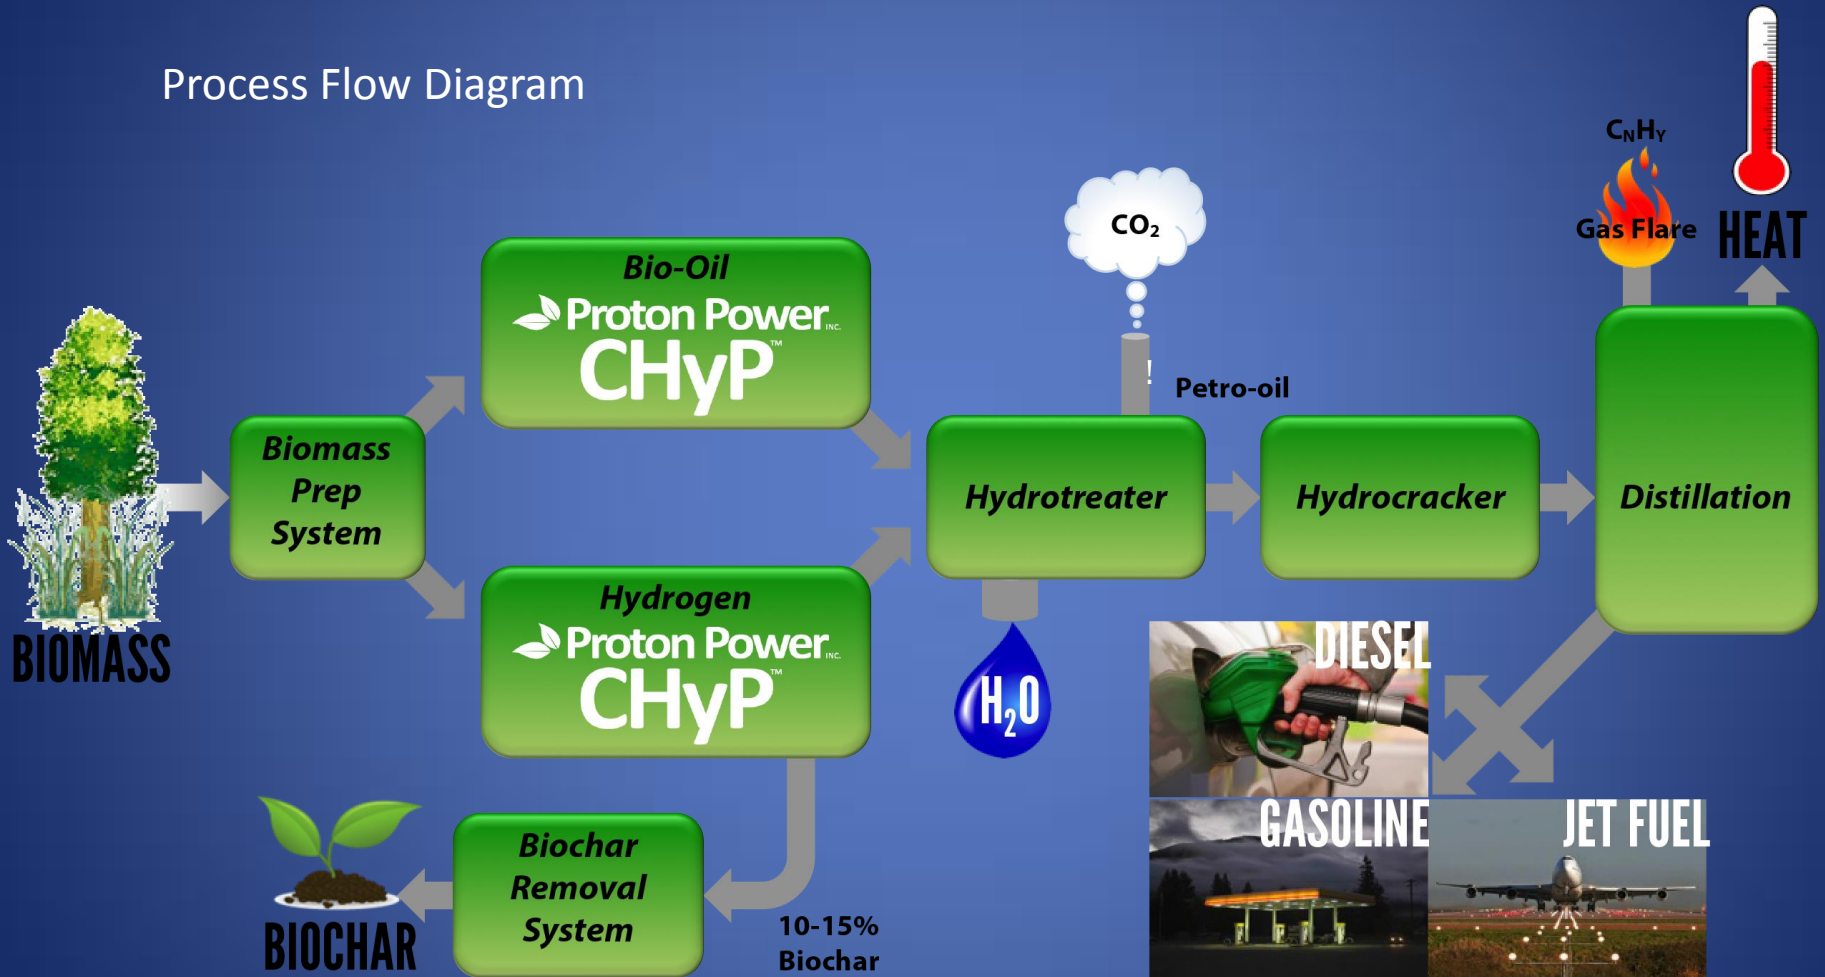 Process Flow Diagram
BIOMASS
Biomass
Prep
System
Bio-Oil
Proton Power INC.
CHyP™
Hydrogen
Proton Power INC.
CHyP™
Biochar
Removal
System
BIOCHAR
10-15%
Biochar
CO₂
!
Petro-oil
Hydrotreater
H₂O
Hydrocracker
Distillation
CNHY
Gas Flare
HEAT
DIESEL
GASOLINE
JET FUEL